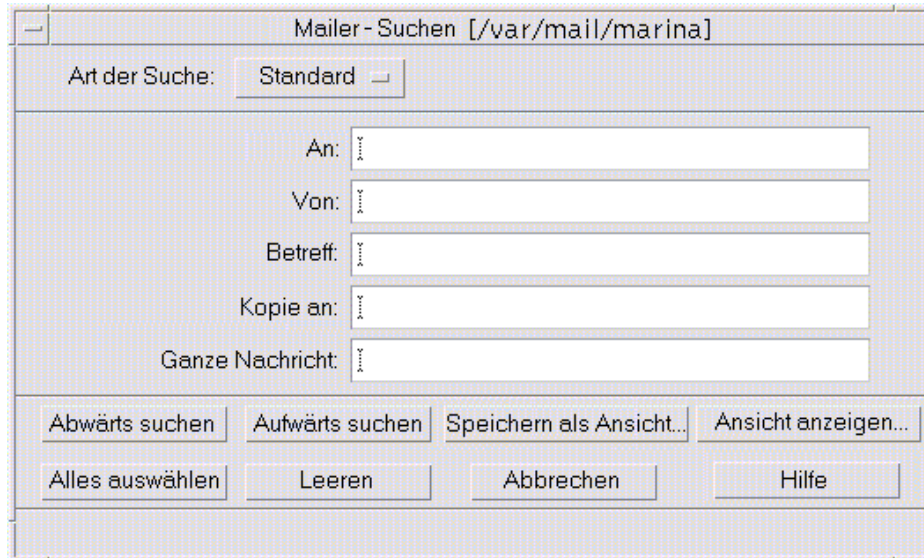 Mailer - Suchen [/var/mail/marina]
Art der Suche: Standard
An:
Von:
Betreff:
Kopie an:
Ganze Nachricht:
Abwärts suchen Aufwärts suchen Speichern als Ansicht... Ansicht anzeigen...
Alles auswählen Leeren Abbrechen Hilfe